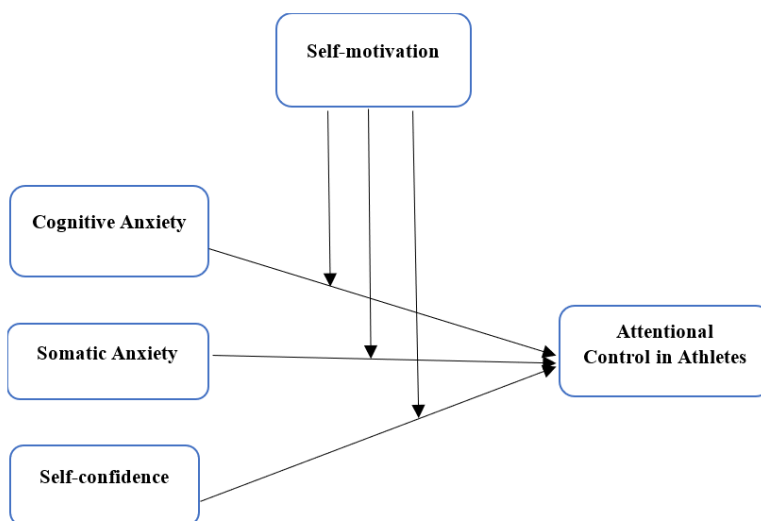 Self-motivation
Cognitive Anxiety
Somatic Anxiety
Attentional
Control in Athletes
Self-confidence